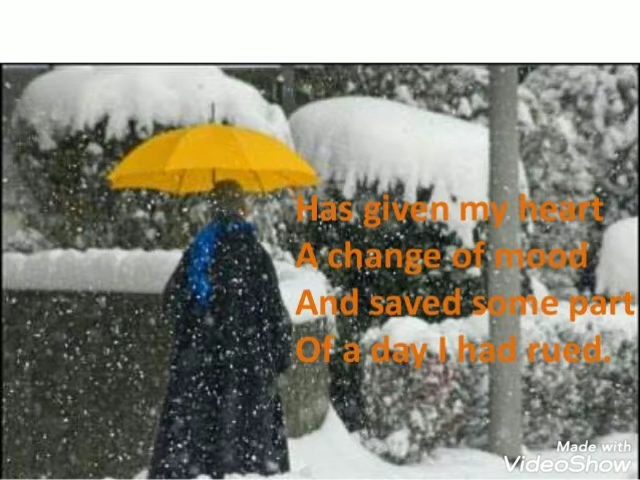 Has given my heart
A change of mood
And saved some part
Of a day I had rued.
Made with
VideoShow